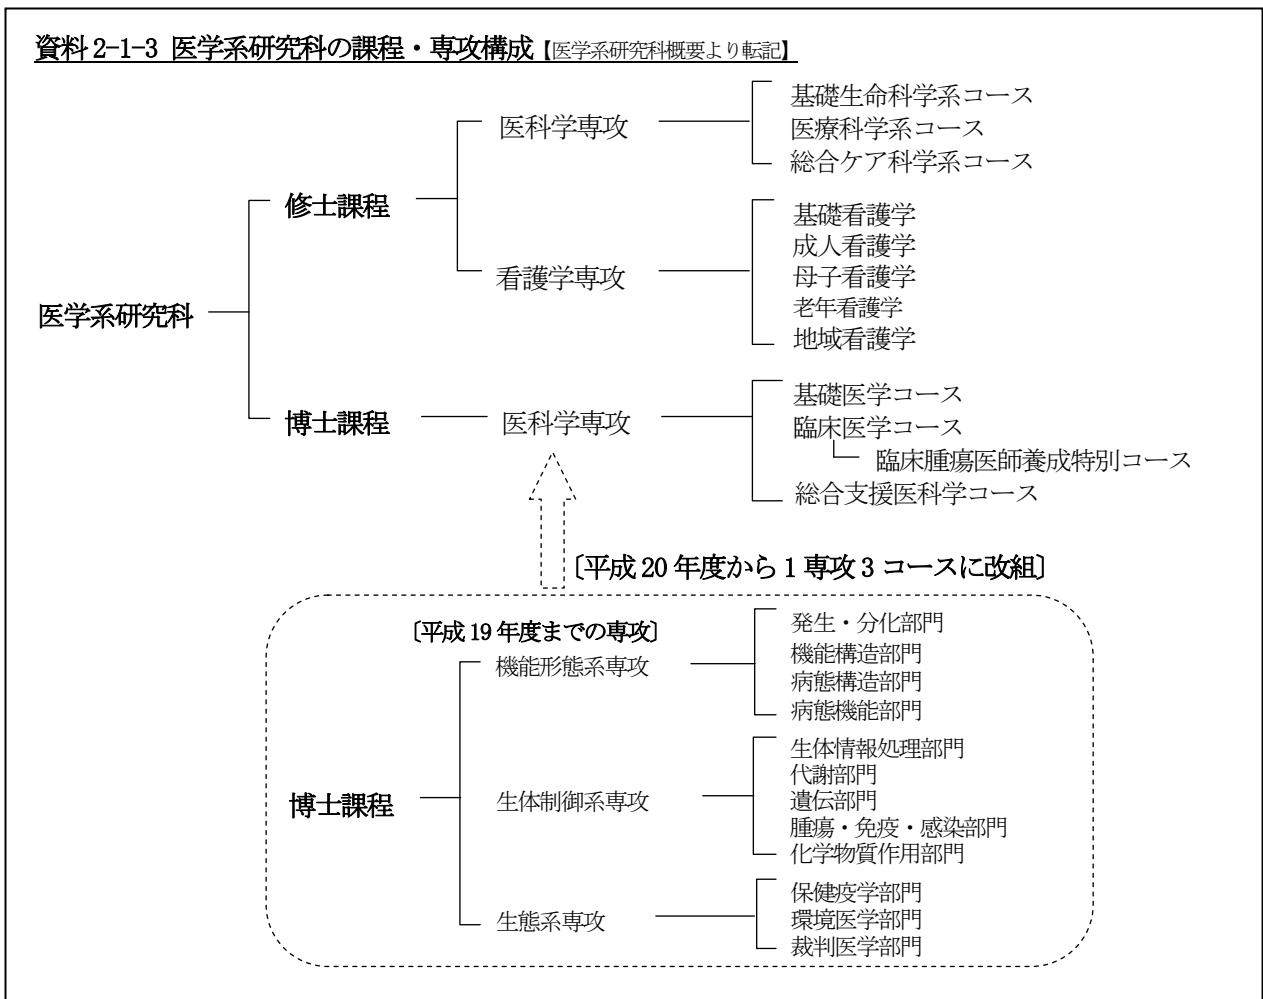 資料2-1-3 医学系研究科の課程・専攻構成【医学系研究科概要より転記】
医学系研究科
修士課程
医科学専攻
基礎生命科学系コース
医療科学系コース
総合ケア科学系コース
看護学専攻
基礎看護学
成人看護学
母子看護学
老年看護学
地域看護学
博士課程
医科学専攻
基礎医学コース
臨床医学コース
臨床腫瘍医師養成特別コース
総合支援医科学コース
〔平成20年度から1専攻3コースに改組〕
〔平成19年度までの専攻〕
博士課程
機能形態系専攻
発生・分化部門
機能構造部門
病態構造部門
病態機能部門
生体制御系専攻
生体情報処理部門
代謝部門
遺伝部門
腫瘍・免疫・感染部門
化学物質作用部門
生態系専攻
保健疫学部門
環境医学部門
裁判医学部門